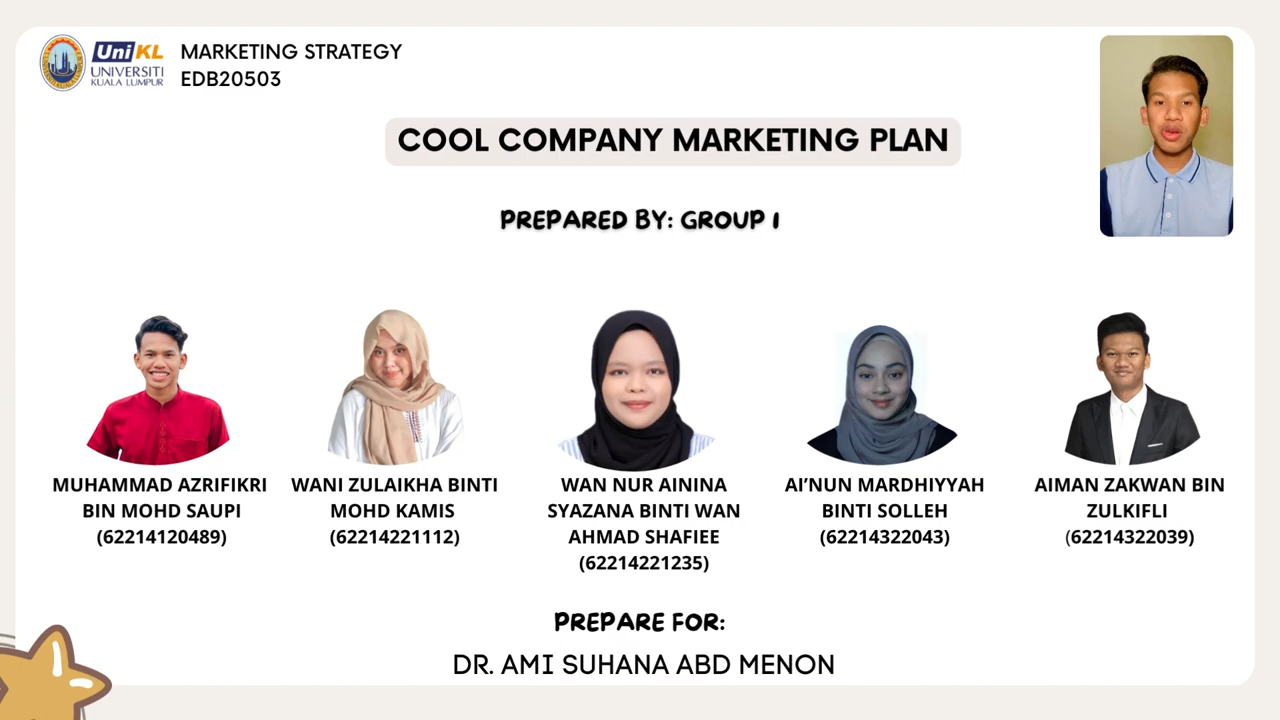 UniKL
UNIVERSITI
KUALA LUMPUR
MARKETING STRATEGY
EDB20503
COOL COMPANY MARKETING PLAN
PREPARED BY: GROUP 1
MUHAMMAD AZRIFIKRI
BIN MOHD SAUPI
(62214120489)
WANI ZULAIKHA BINTI
MOHD KAMIS
(62214221112)
WAN NUR AININA
SYAZANA BINTI WAN
AHMAD SHAFIEE
(62214221235)
AI’NUN MARDHIYYAH
BINTI SOLLEH
(62214322043)
AIMAN ZAKWAN BIN
ZULKIFLI
(62214322039)
PREPARE FOR:
DR. AMI SUHANA ABD MENON